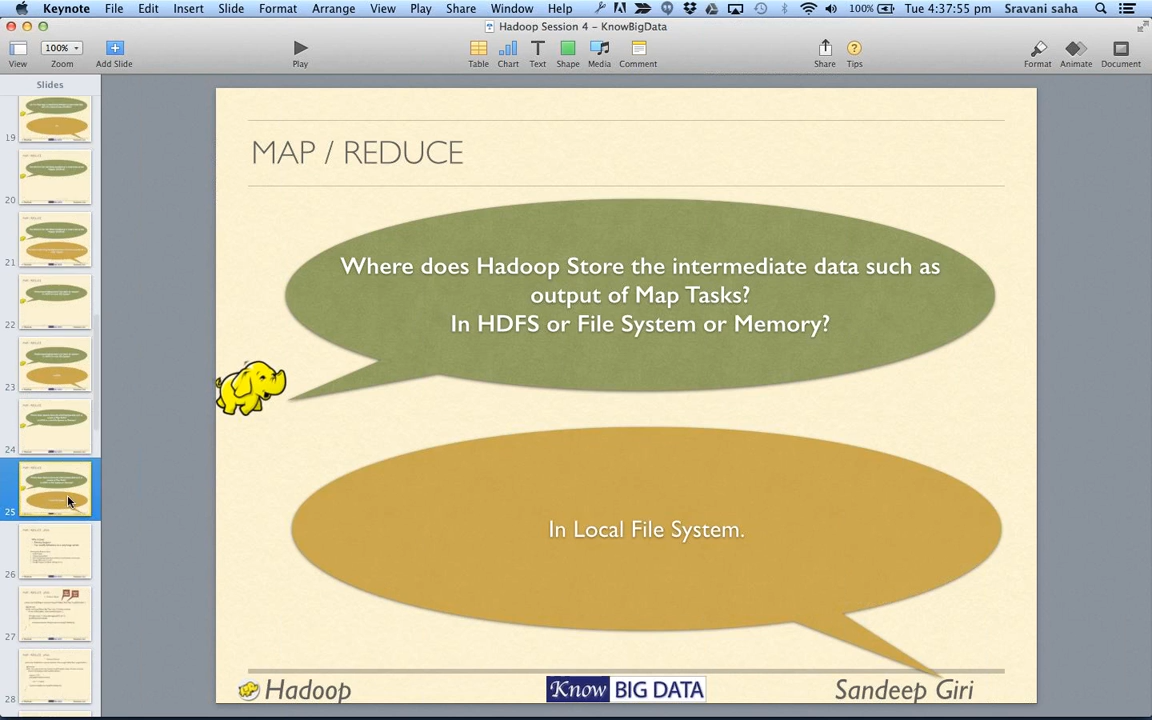 Keynote File Edit Insert Slide Format Arrange View Play Share Window Help 100% Tue 4:37:55 pm Sravani saha
Hadoop Session 4 – KnowBigData
100%
View Zoom Add Slide Play Table Chart Text Shape Media Comment Share Tips Format Animate Document
Slides
19
20
21
22
23
24
25
26
27
28
MAP / REDUCE
Where does Hadoop Store the intermediate data such as
output of Map Tasks?
In HDFS or File System or Memory?
In Local File System.
Hadoop Know BIG DATA Sandeep Giri